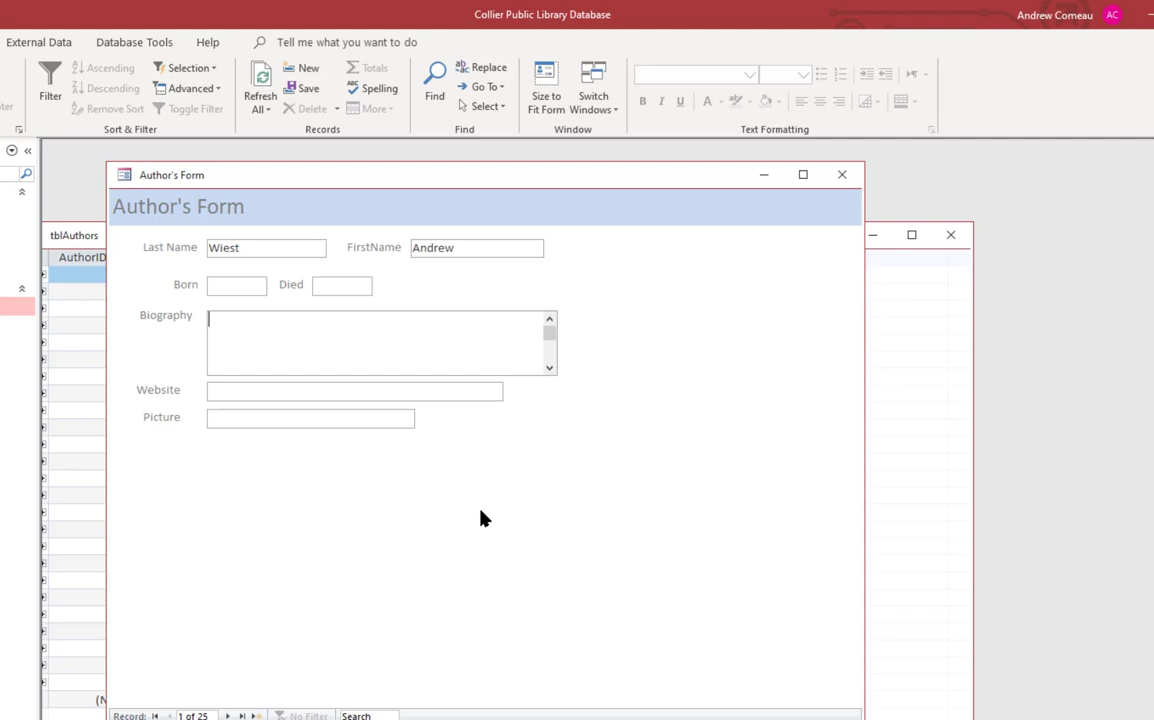 Collier Public Library Database
Andrew Comeau AC
External Data Database Tools Help Tell me what you want to do
Filter
Ascending
Descending
Remove Sort
Selection
Advanced
Toggle Filter
Sort & Filter
Refresh
All
New
Save
Delete
Totals
Spelling
More
Records
Find
Replace
Go To
Select
Find
Size to
Fit Form
Switch
Windows
Window
B I U A
Text Formatting
Author's Form
Author's Form
tblAuthors
AuthorID
Last Name Wiest FirstName Andrew
Born Died
Biography
Website
Picture
(N
Record: 1 of 25 No Filter Search